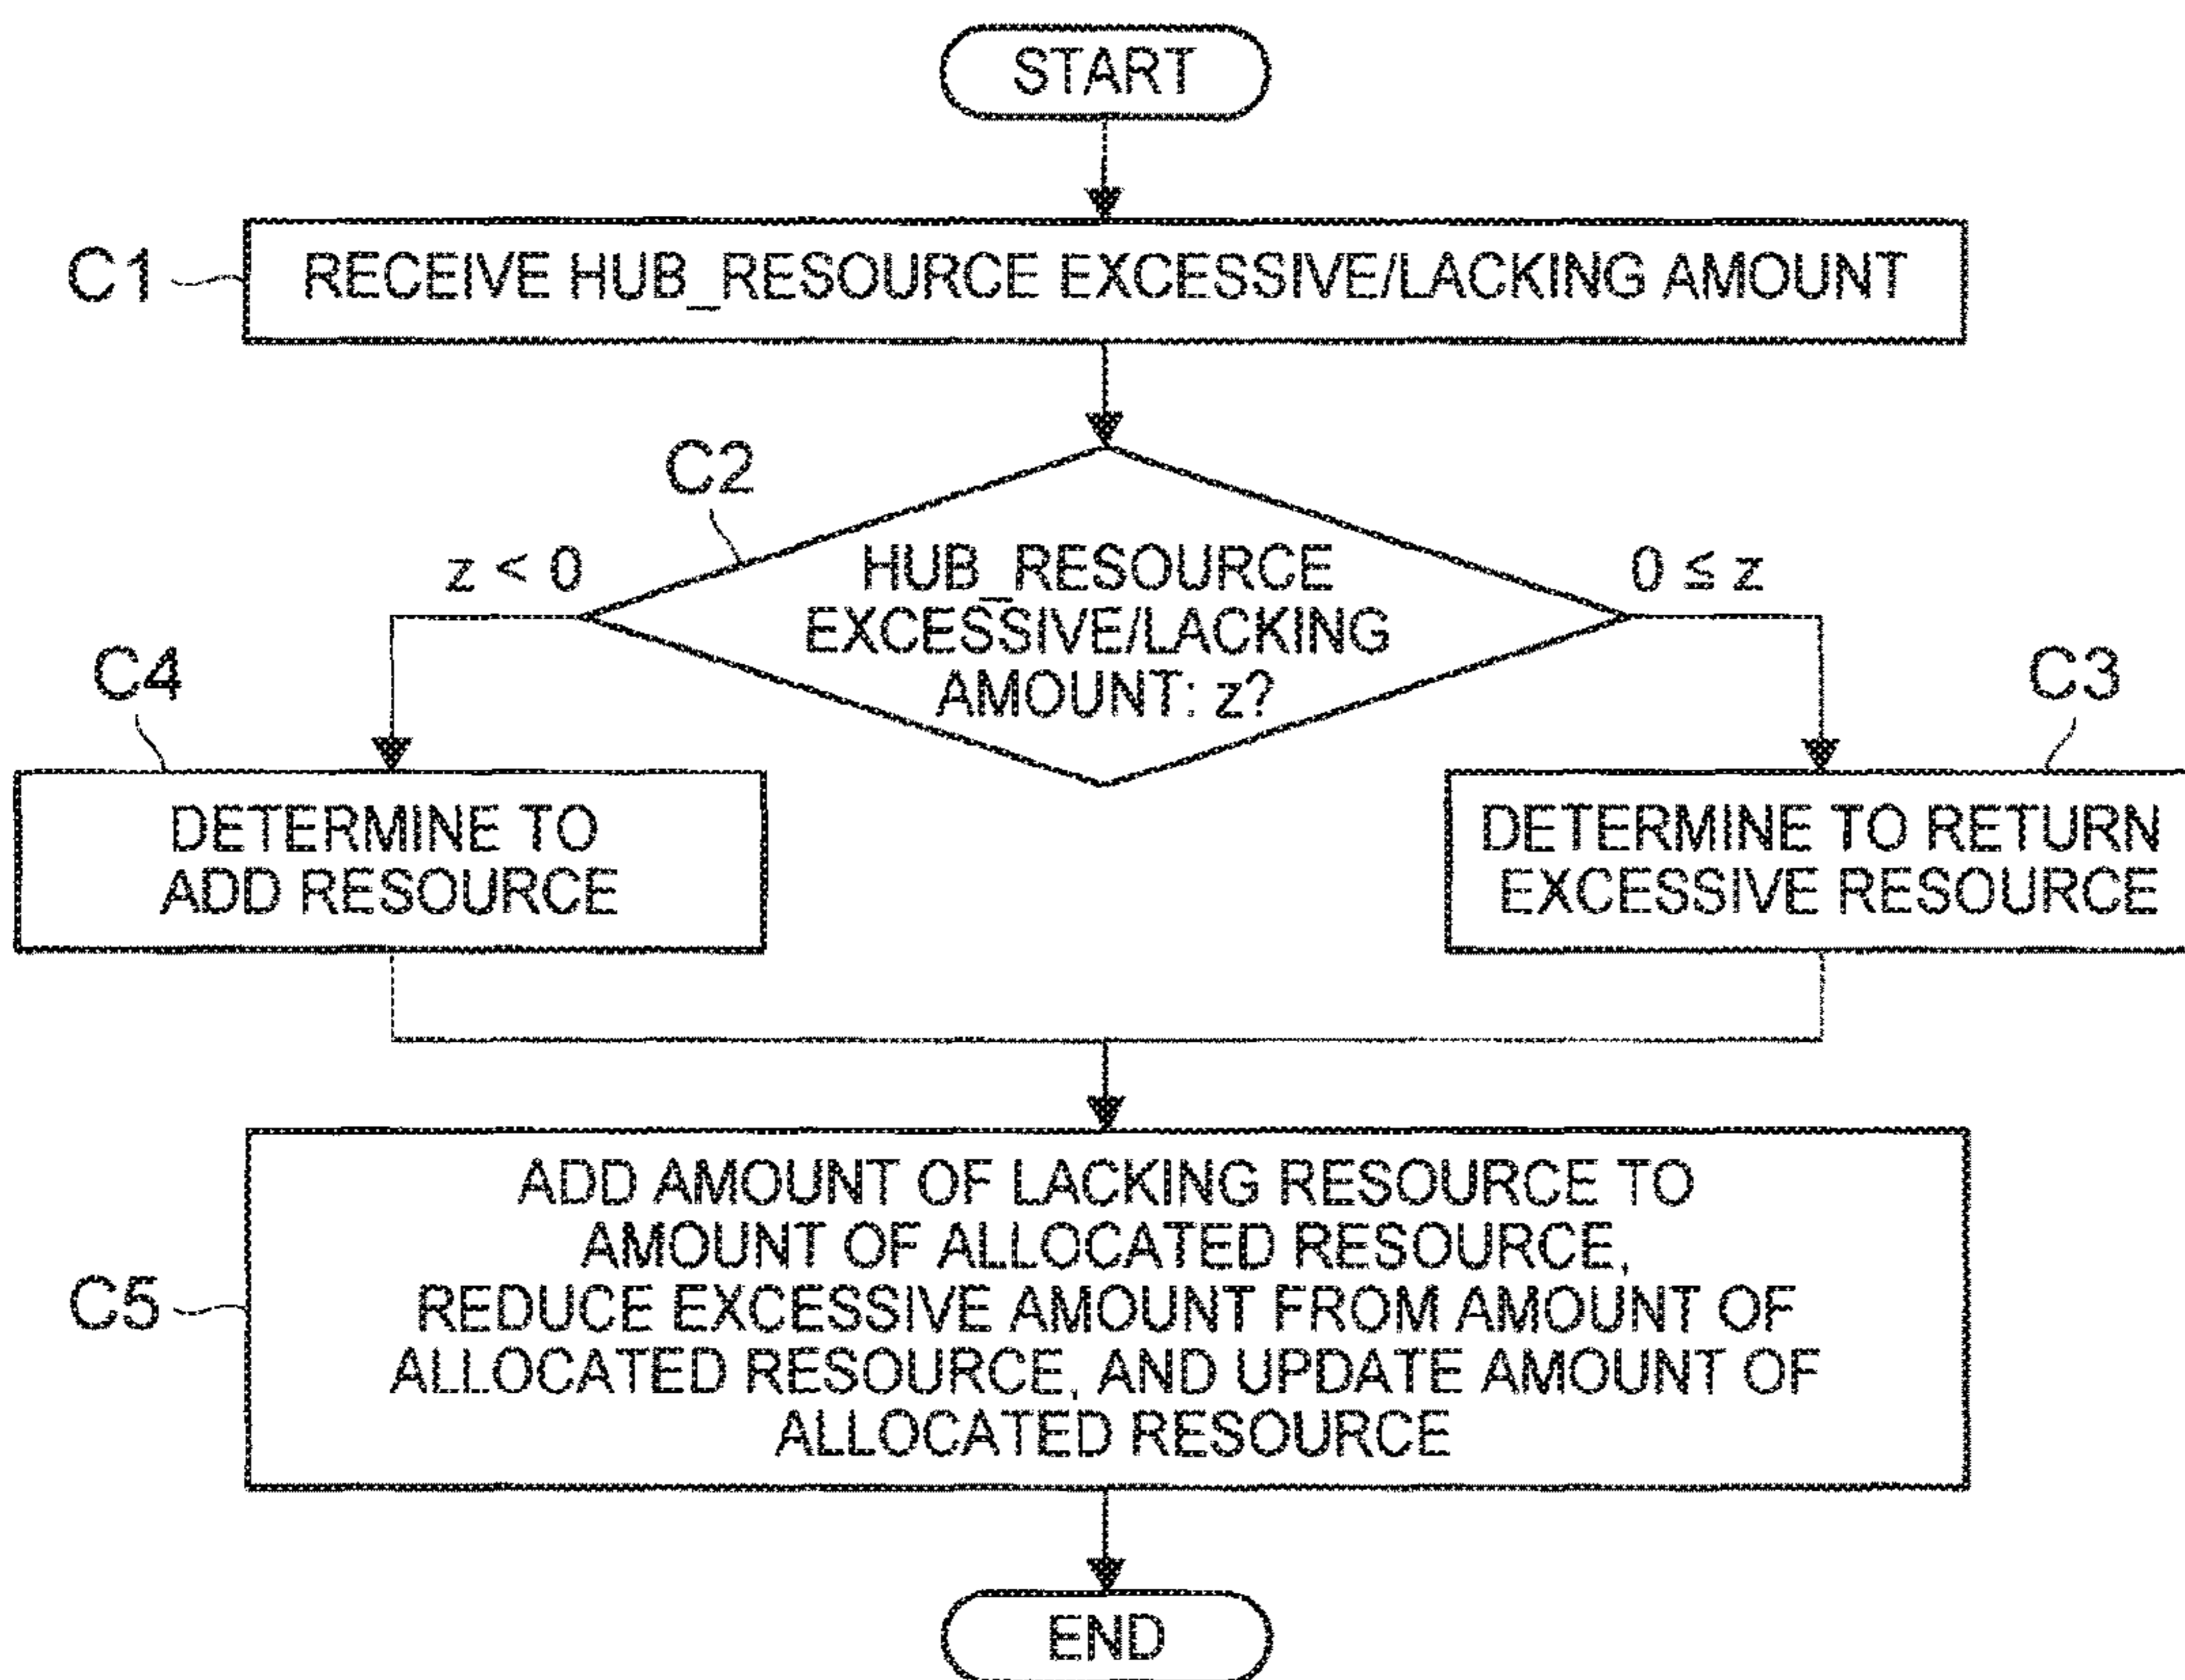 START
C1
RECEIVE HUB_RESOURCE EXCESSIVE/LACKING AMOUNT
C2
z < 0
HUB_RESOURCE
EXCESSIVE/LACKING
AMOUNT: z?
0 ≦ z
C4
DETERMINE TO
ADD RESOURCE
C3
DETERMINE TO RETURN
EXCESSIVE RESOURCE
C5
ADD AMOUNT OF LACKING RESOURCE TO
AMOUNT OF ALLOCATED RESOURCE,
REDUCE EXCESSIVE AMOUNT FROM AMOUNT OF
ALLOCATED RESOURCE, AND UPDATE AMOUNT OF
ALLOCATED RESOURCE
END